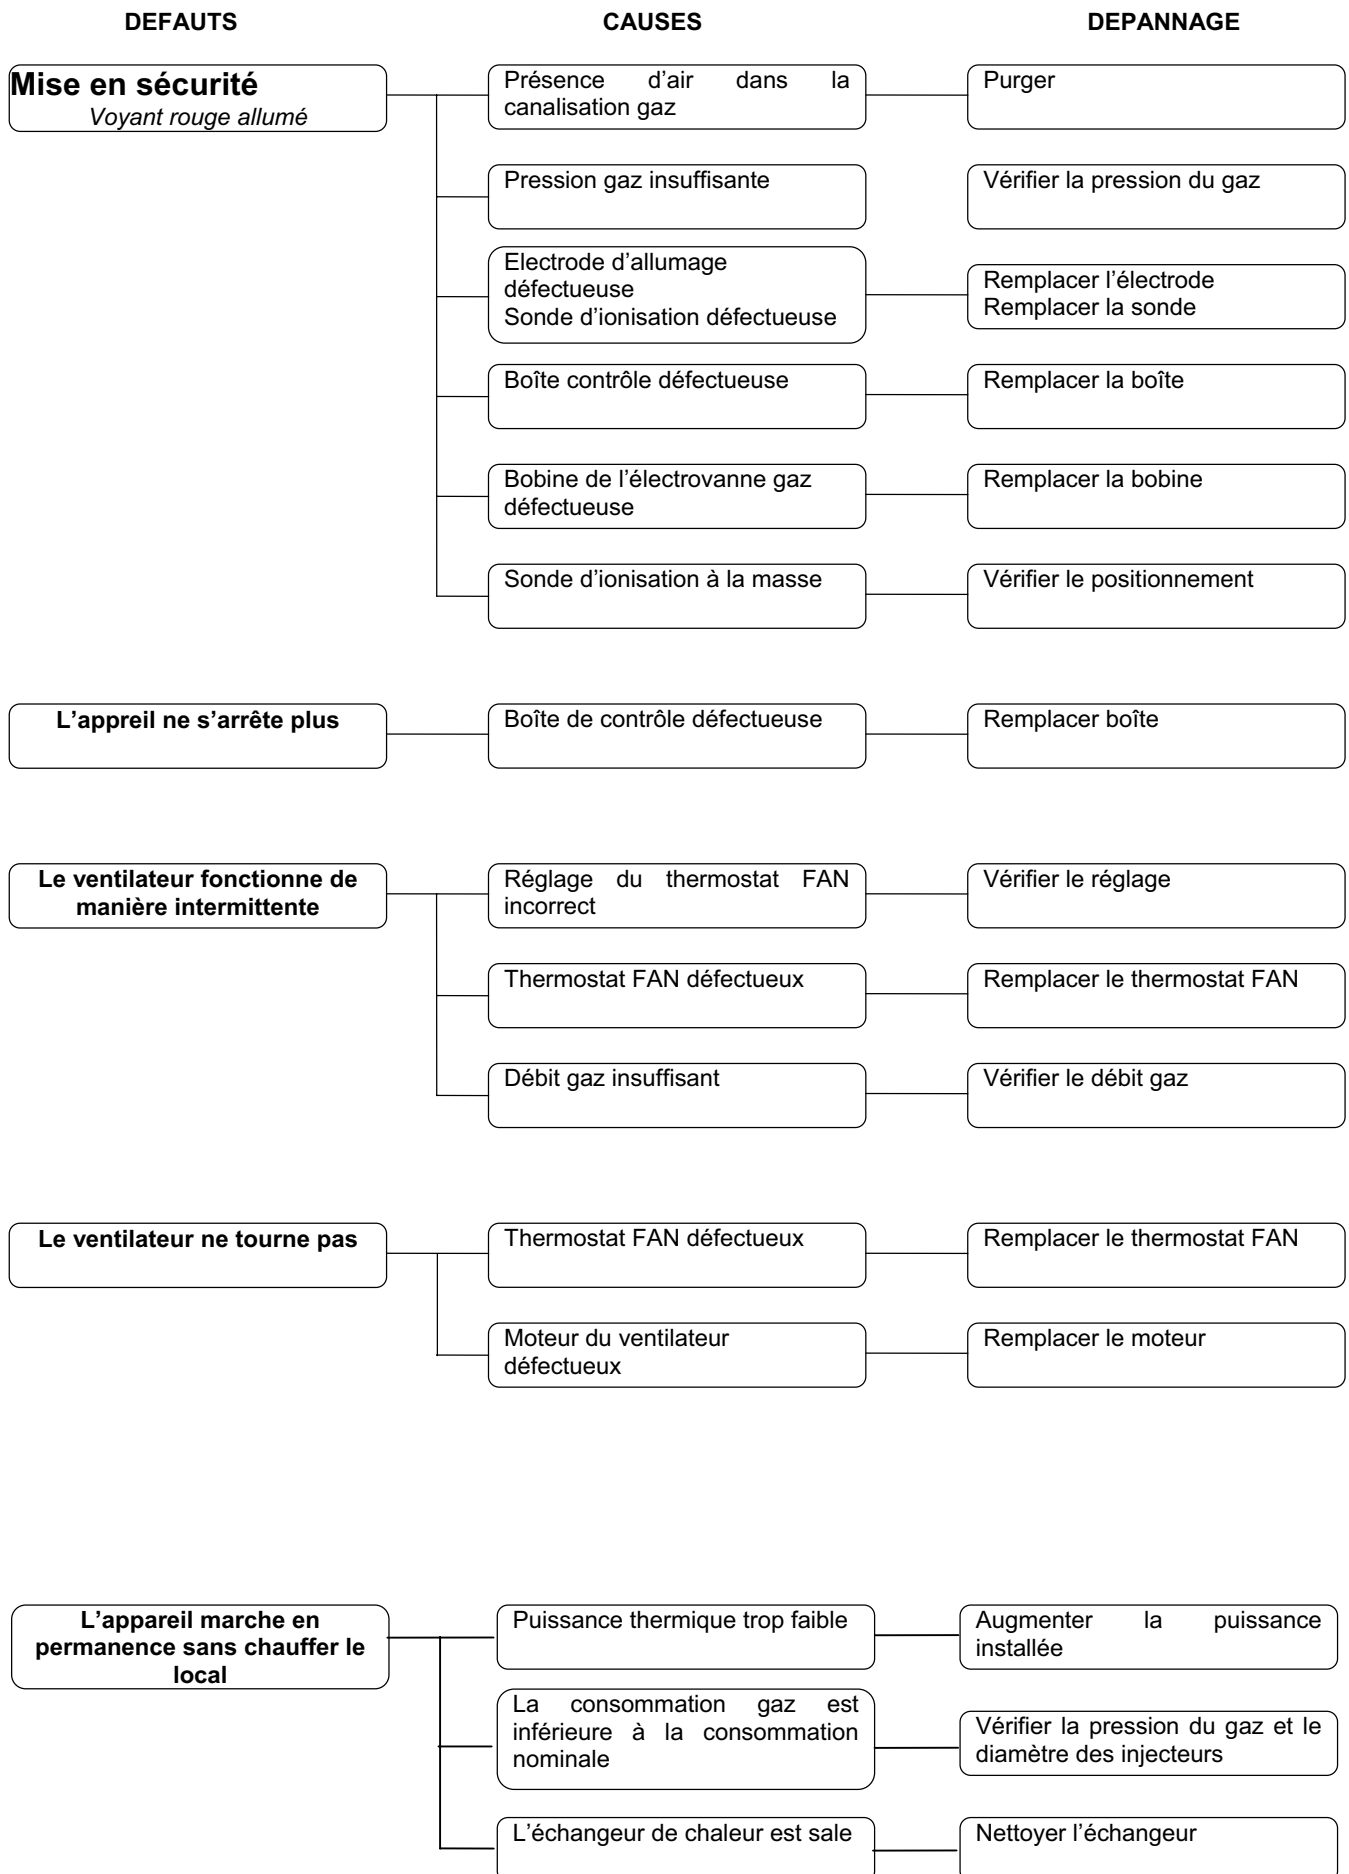 DEFAUTS CAUSES DEPANNAGE
Mise en sécurité
Voyant rouge allumé
Présence d’air dans la
canalisation gaz
Purger
Pression gaz insuffisante
Vérifier la pression du gaz
Electrode d’allumage
défectueuse
Sonde d’ionisation défectueuse
Remplacer l’électrode
Remplacer la sonde
Boîte contrôle défectueuse
Remplacer la boîte
Bobine de l’électrovanne gaz
défectueuse
Remplacer la bobine
Sonde d’ionisation à la masse
Vérifier le positionnement
L’appreil ne s’arrête plus
Boîte de contrôle défectueuse
Remplacer boîte
Le ventilateur fonctionne de
manière intermittente
Réglage du thermostat FAN
incorrect
Vérifier le réglage
Thermostat FAN défectueux
Remplacer le thermostat FAN
Débit gaz insuffisant
Vérifier le débit gaz
Le ventilateur ne tourne pas
Thermostat FAN défectueux
Remplacer le thermostat FAN
Moteur du ventilateur
défectueux
Remplacer le moteur
L’appareil marche en
permanence sans chauffer le
local
Puissance thermique trop faible
Augmenter la puissance
installée
La consommation gaz est
inférieure à la consommation
nominale
Vérifier la pression du gaz et le
diamètre des injecteurs
L’échangeur de chaleur est sale
Nettoyer l’échangeur